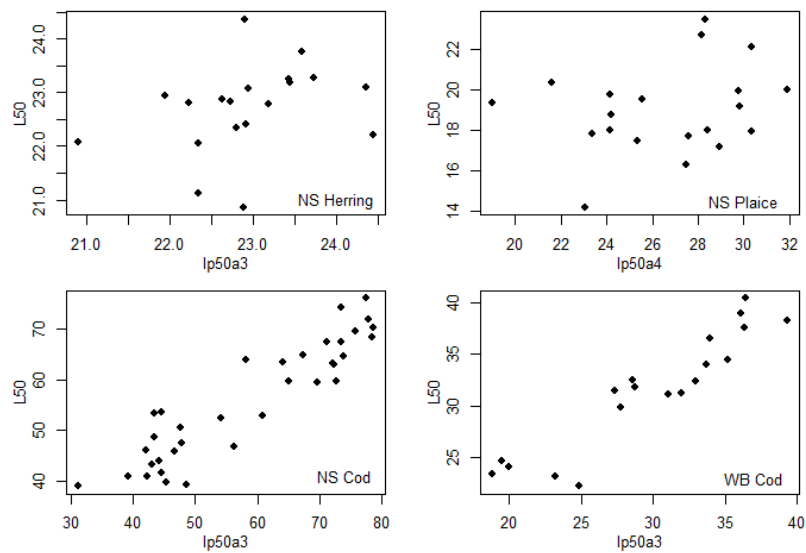 24.0
23.0
22.0
21.0
L50
NS Herring
21.0 22.0 23.0 24.0
lp50a3
22
20
18
16
14
L50
NS Plaice
20 22 24 26 28 30 32
lp50a4
70
60
50
40
L50
NS Cod
30 40 50 60 70 80
lp50a3
40
35
30
25
L50
WB Cod
20 25 30 35 40
lp50a3